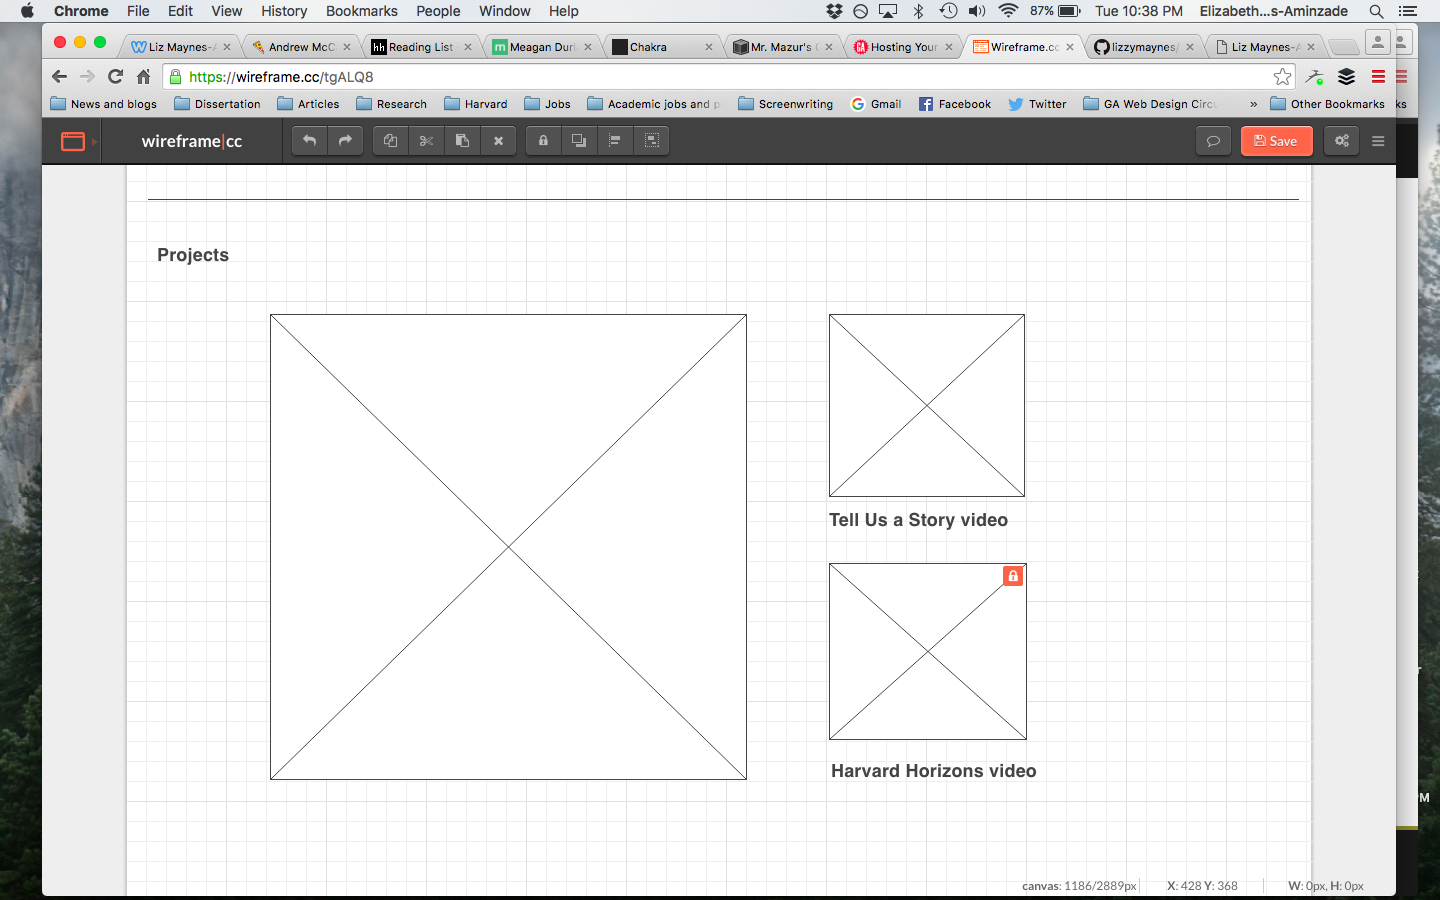 Chrome File Edit View History Bookmarks People Window Help 87% Tue 10:38 PM Elizabeth...s-Aminzade
Liz Maynes-A Andrew McC Reading List Meagan Durl Chakra Mr. Mazur's Hosting Your Wireframe.cc lizzymaynes/ Liz Maynes-A
https://wireframe.cc/tgALQ8
News and blogs Dissertation Articles Research Harvard Jobs Academic jobs and p Screenwriting Gmail Facebook Twitter GA Web Design Circu » Other Bookmarks ks
wireframe|cc Save
Projects
Tell Us a Story video
Harvard Horizons video
PM
canvas: 1186/2889px X: 428 Y: 368 W: 0px, H: 0px